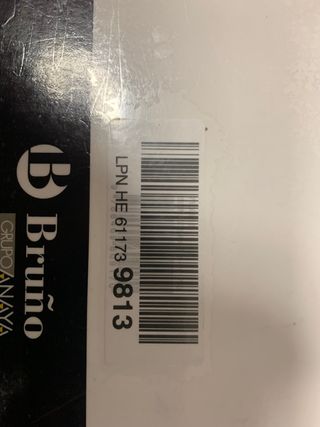 B
Bruño
GRUPO ANAYA
LPN HE 61173 9813